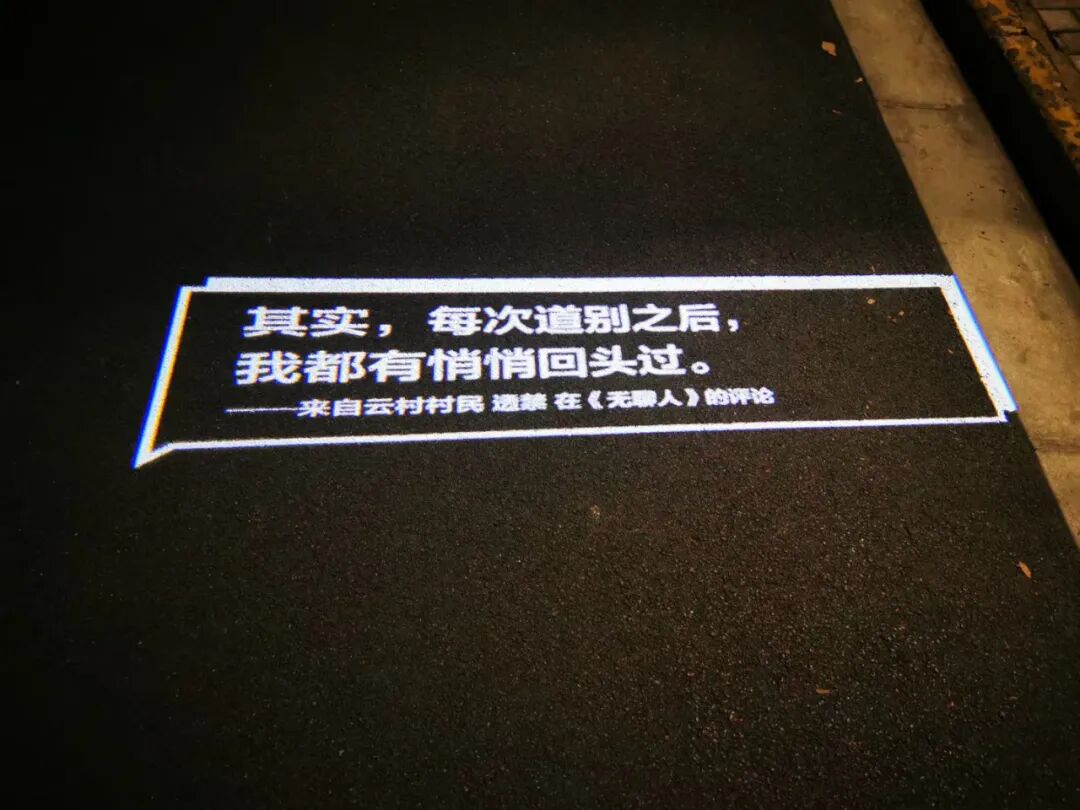 其实，每次道别之后，
我都有悄悄回头过。
——来自云村村民 遗禁 在《无聊人》的评论